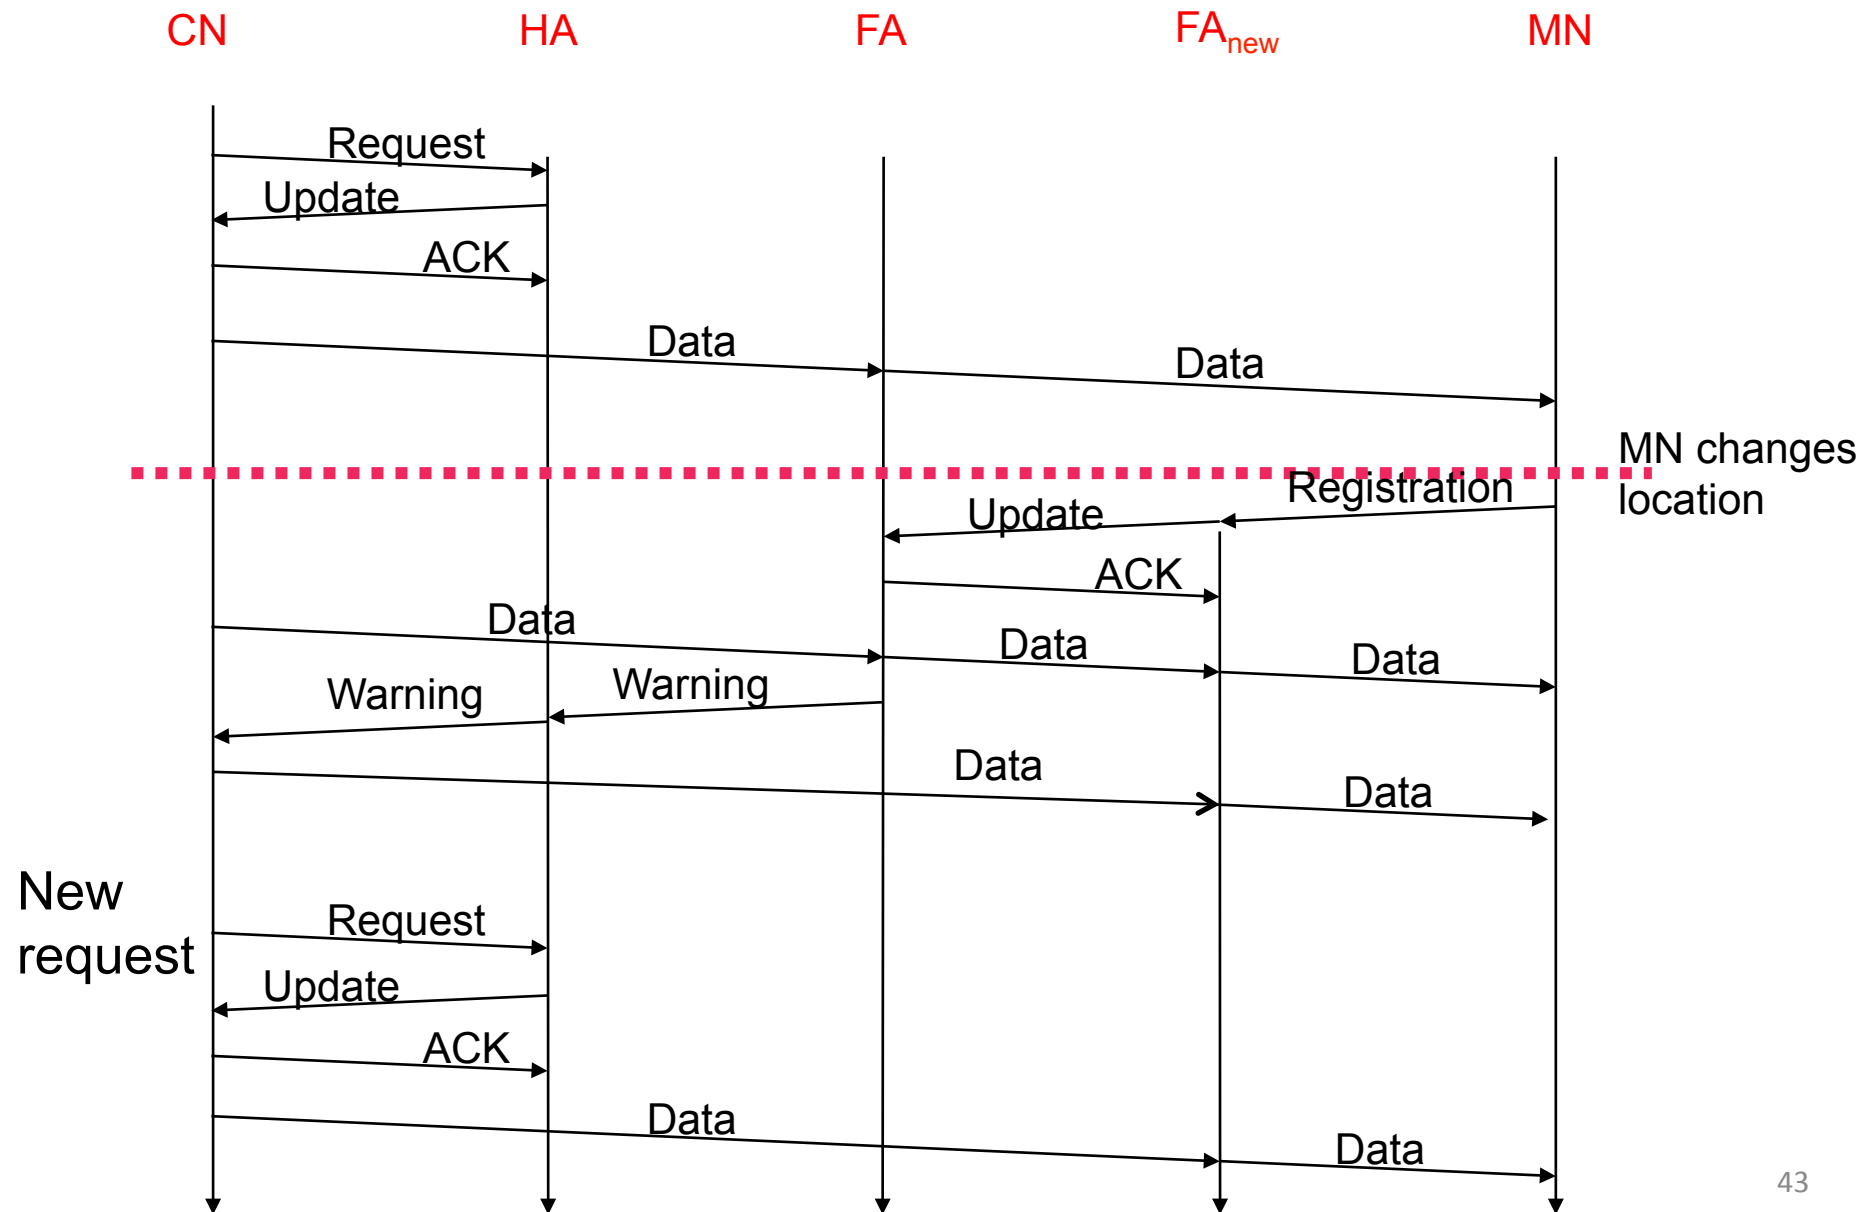 CN
HA
FA
FAnew
MN
Request
Update
ACK
Data
Data
MN changes
location
Registration
Update
ACK
Data
Data
Data
Warning
Warning
Data
Data
New
request
Request
Update
ACK
Data
Data
43